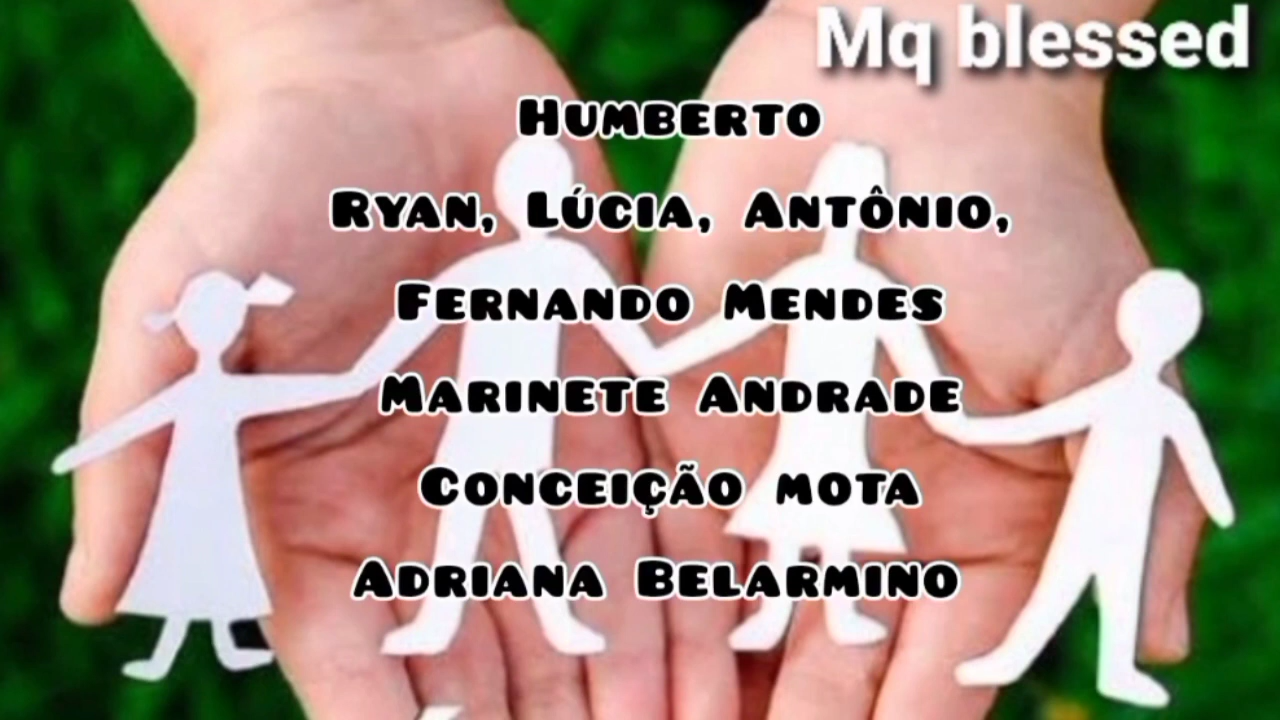 Mq blessed
Humberto
Ryan, Lúcia, Antônio,
Fernando Mendes
Marinete Andrade
Conceição mota
Adriana Belarmino